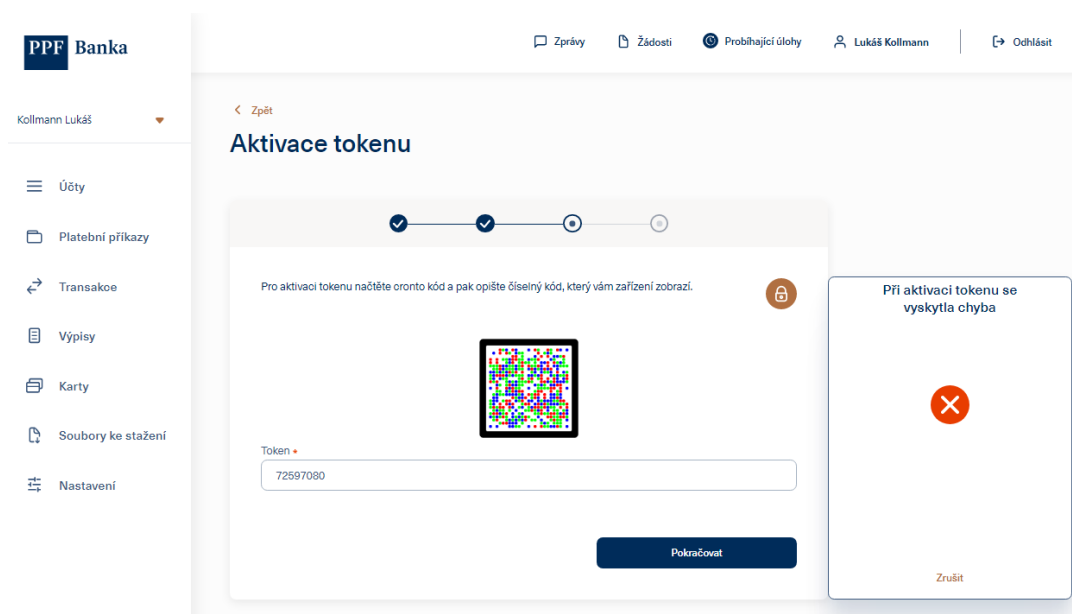 PPF Banka
Zprávy
Žádosti
Probíhající úlohy
Lukáš Kollmann
Odhlásit
Kollmann Lukáš
Účty
Platební příkazy
Transakce
Výpisy
Karty
Soubory ke stažení
Nastavení
Zpět
Aktivace tokenu
Pro aktivaci tokenu načtěte cronto kód a pak opište číselný kód, který vám zařízení zobrazí.
Token •
72597080
Pokračovat
Při aktivaci tokenu se
vyskytla chyba
Zrušit